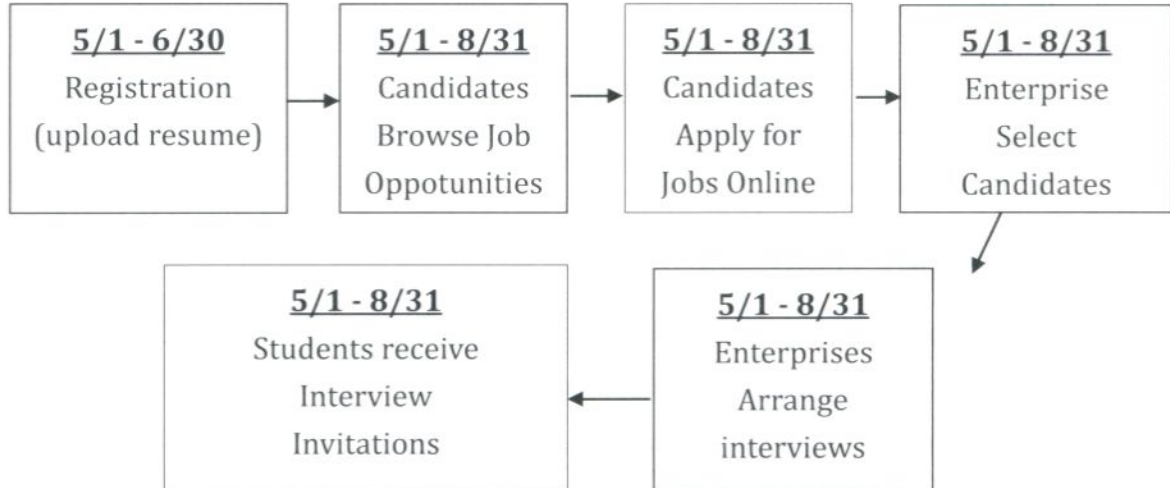 5/1 - 6/30
Registration
(upload resume)
5/1 - 8/31
Candidates
Browse Job
Oppotunities
5/1 - 8/31
Candidates
Apply for
Jobs Online
5/1 - 8/31
Enterprise
Select
Candidates
5/1 - 8/31
Enterprises
Arrange
interviews
5/1 - 8/31
Students receive
Interview
Invitations